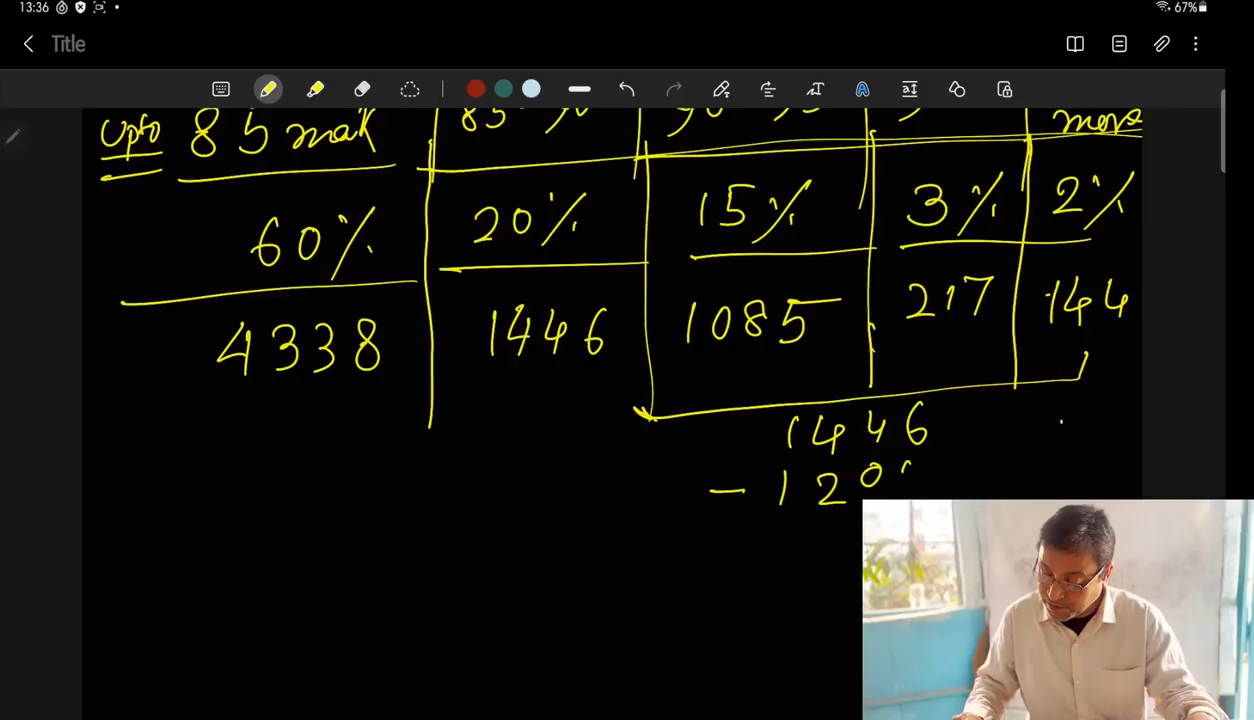 13:36 67%
Title
upto 85 mark
more
60% 20% 15% 3% 2%
4338 1446 1085 217 144
1446
- 120